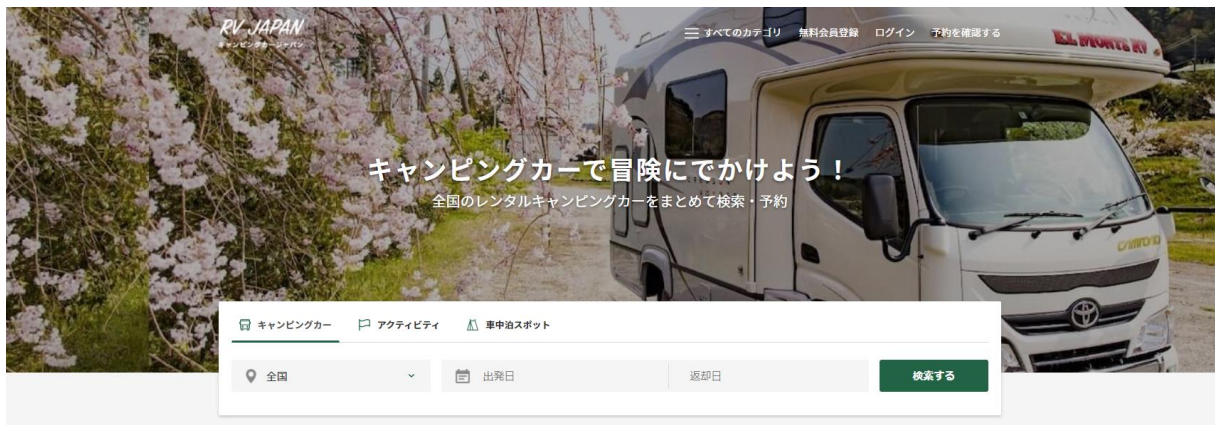 RV JAPAN
キャンピングカージャパン
すべてのカテゴリ 無料会員登録 ログイン 予約を確認する
EL MONTE RV
キャンピングカーで冒険にでかけよう！
全国のレンタルキャンピングカーをまとめて検索・予約
CAMROAD
キャンピングカー アクティビティ 車中泊スポット
全国 出発日 返却日 検索する